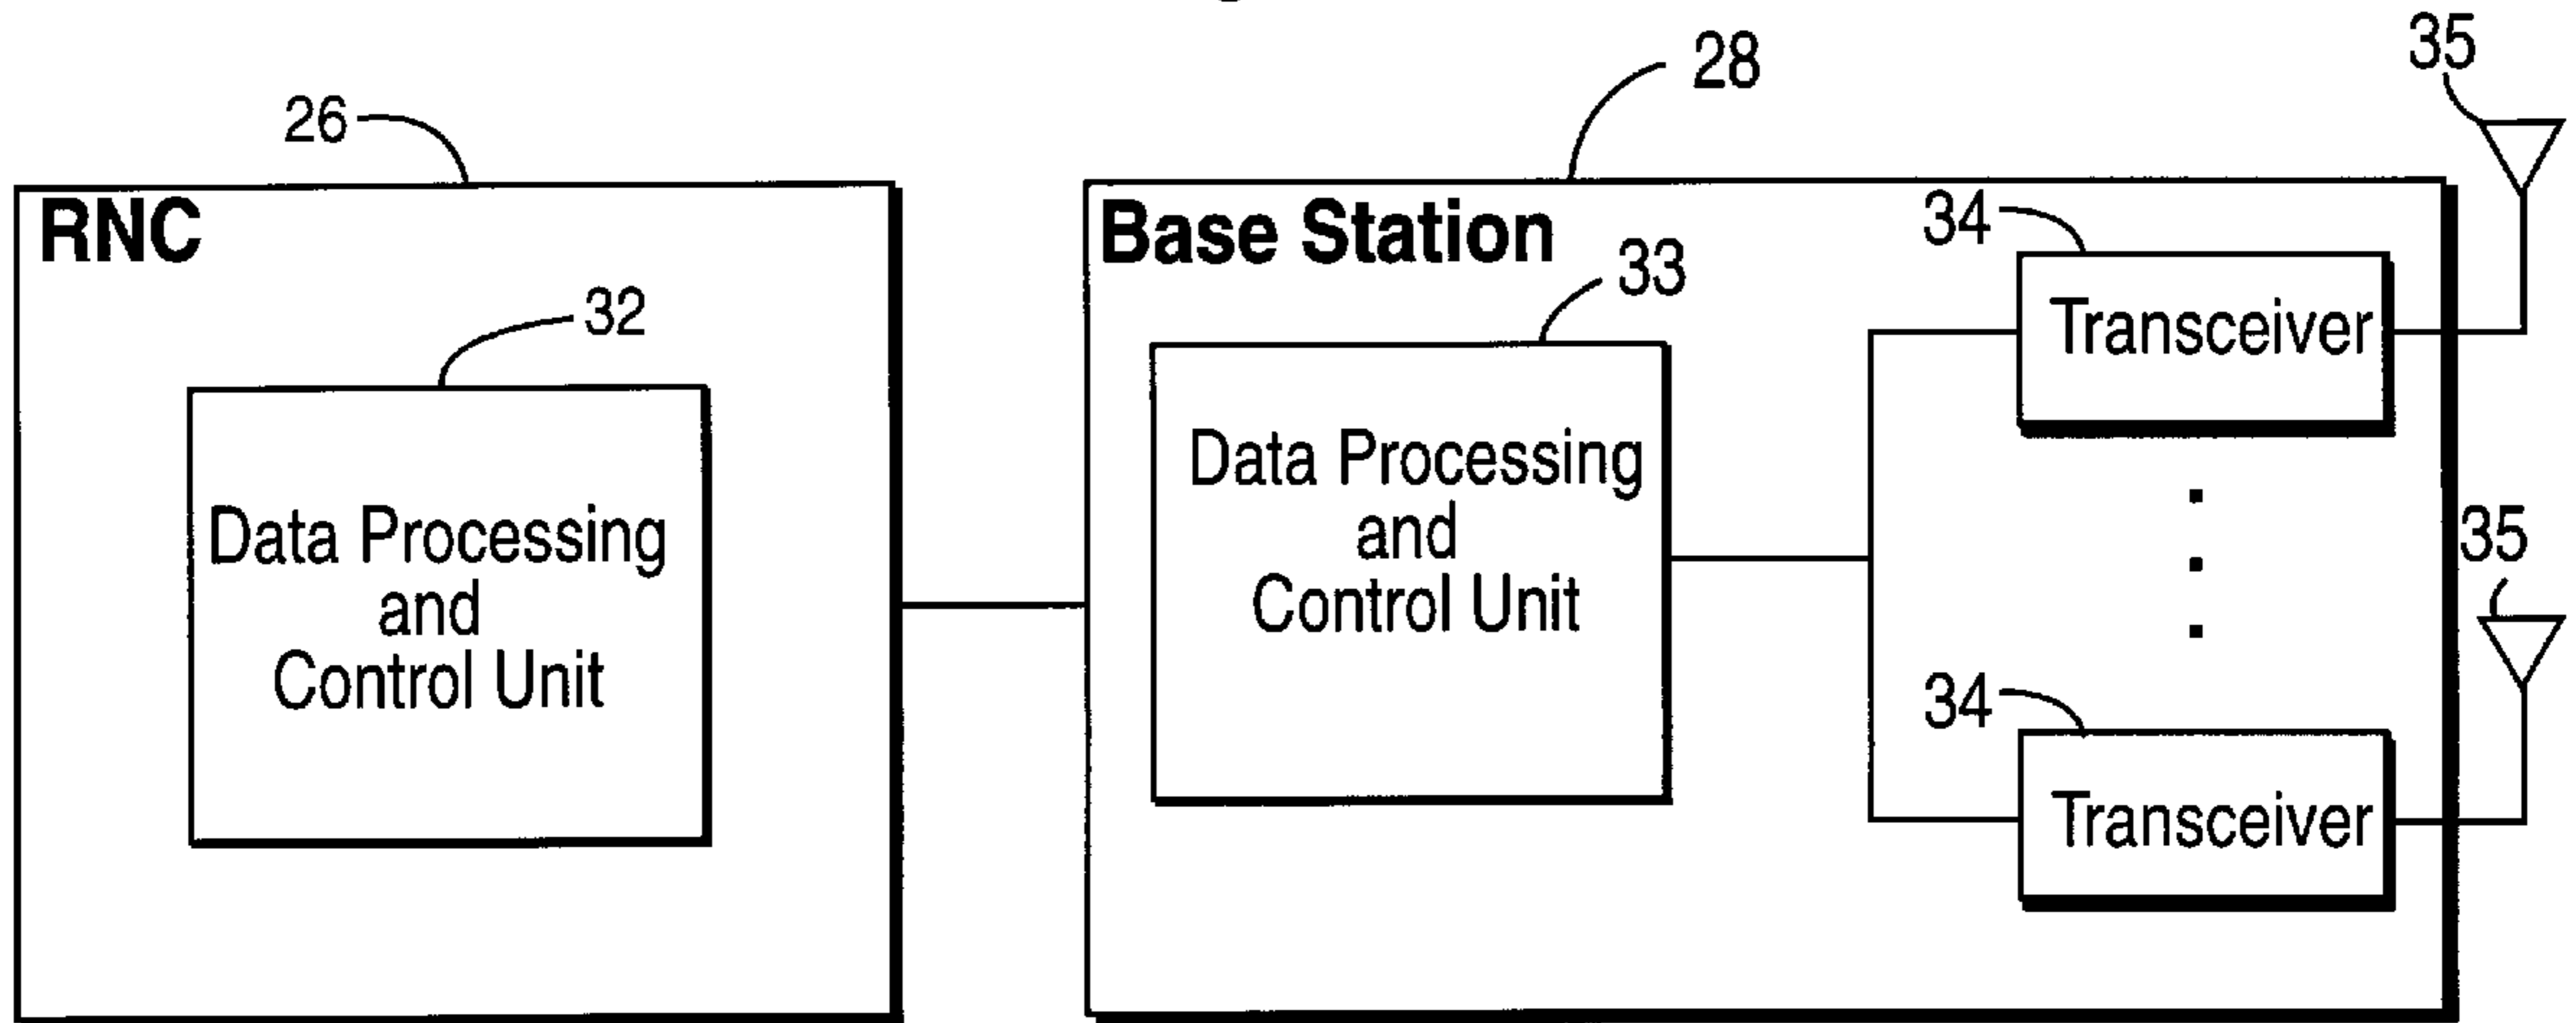 26
28
35
RNC
Base Station
34
33
32
Transceiver
Data Processing
and
Control Unit
Data Processing
and
Control Unit
35
34
Transceiver